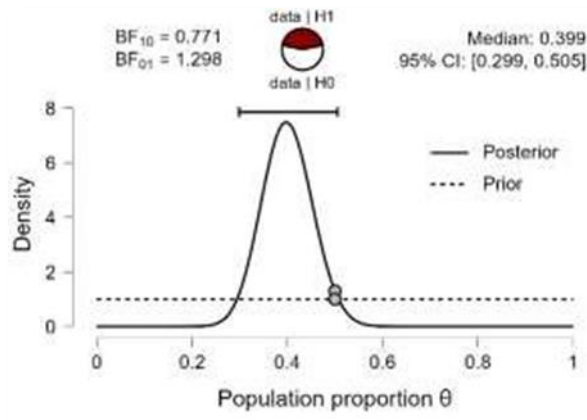 data | H1
BF₁₀ = 0.771
BF₀₁ = 1.298
data | H0
Median: 0.399
95% CI: [0.299, 0.505]
8
6
4
2
0
Density
Posterior
Prior
0
0.2
0.4
0.6
0.8
1
Population proportion θ